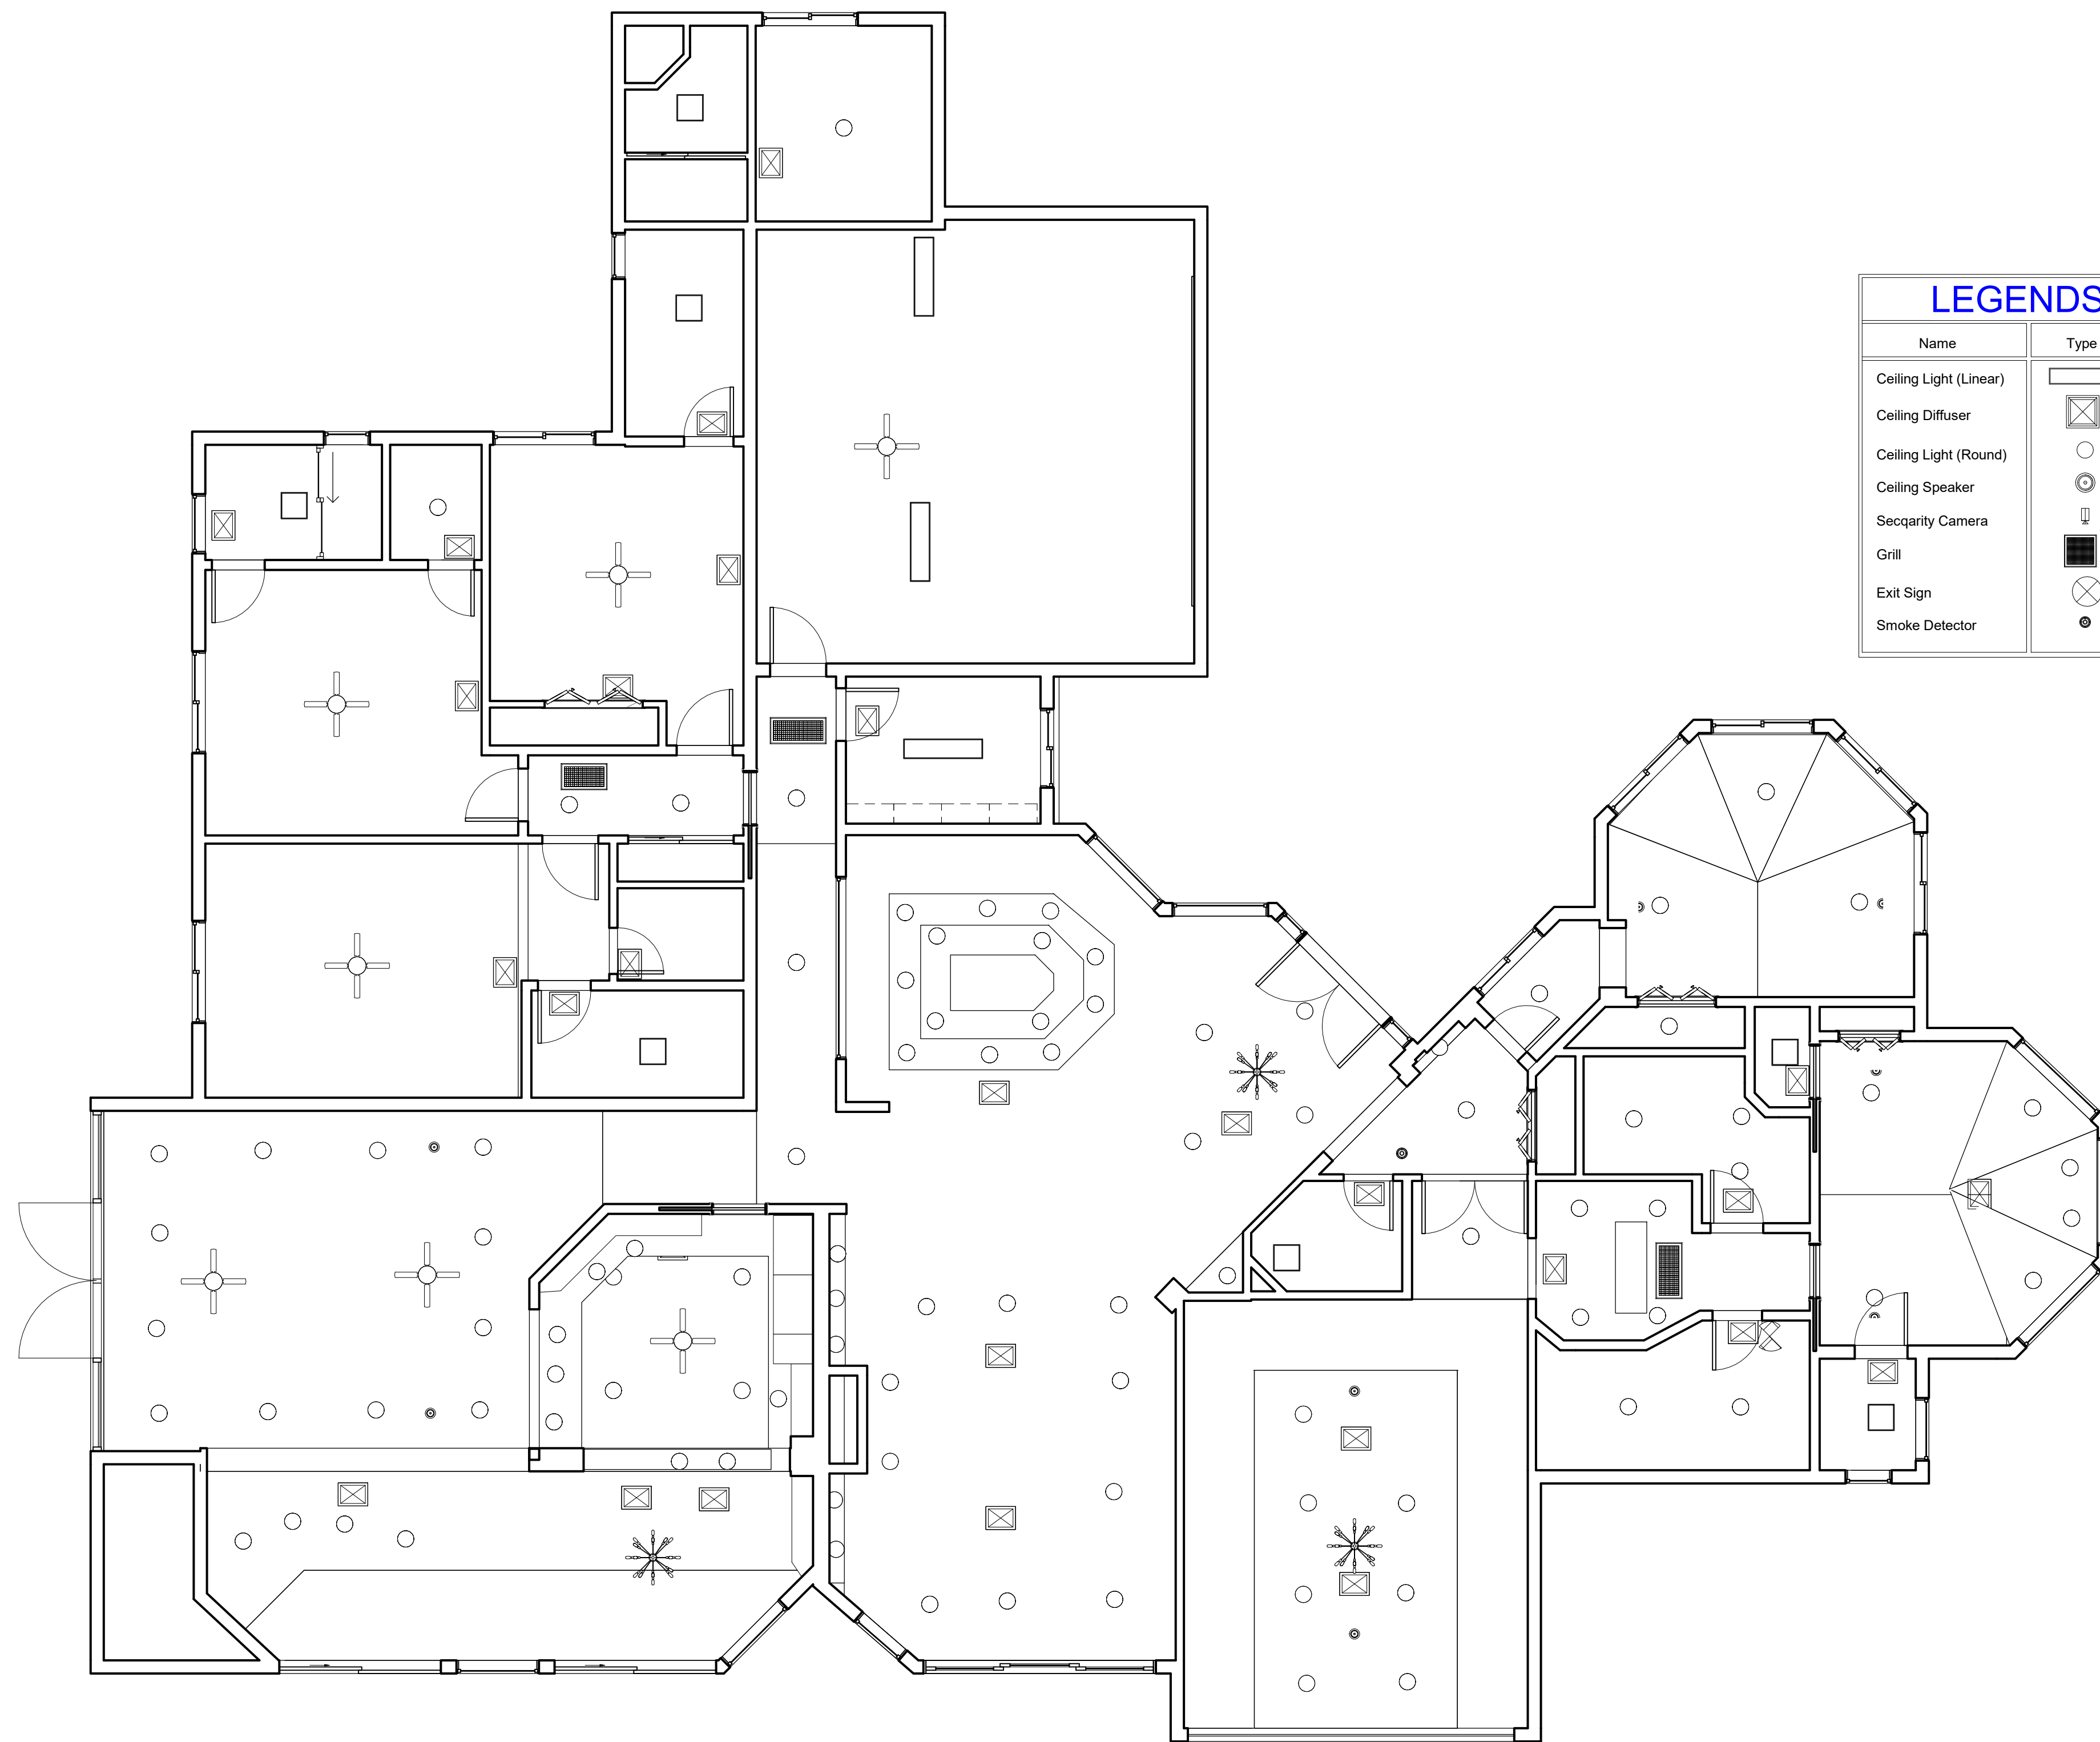 LEGENDS
Name Type
Ceiling Light (Linear)
Ceiling Diffuser
Ceiling Light (Round)
Ceiling Speaker
Secqarity Camera
Grill
Exit Sign
Smoke Detector